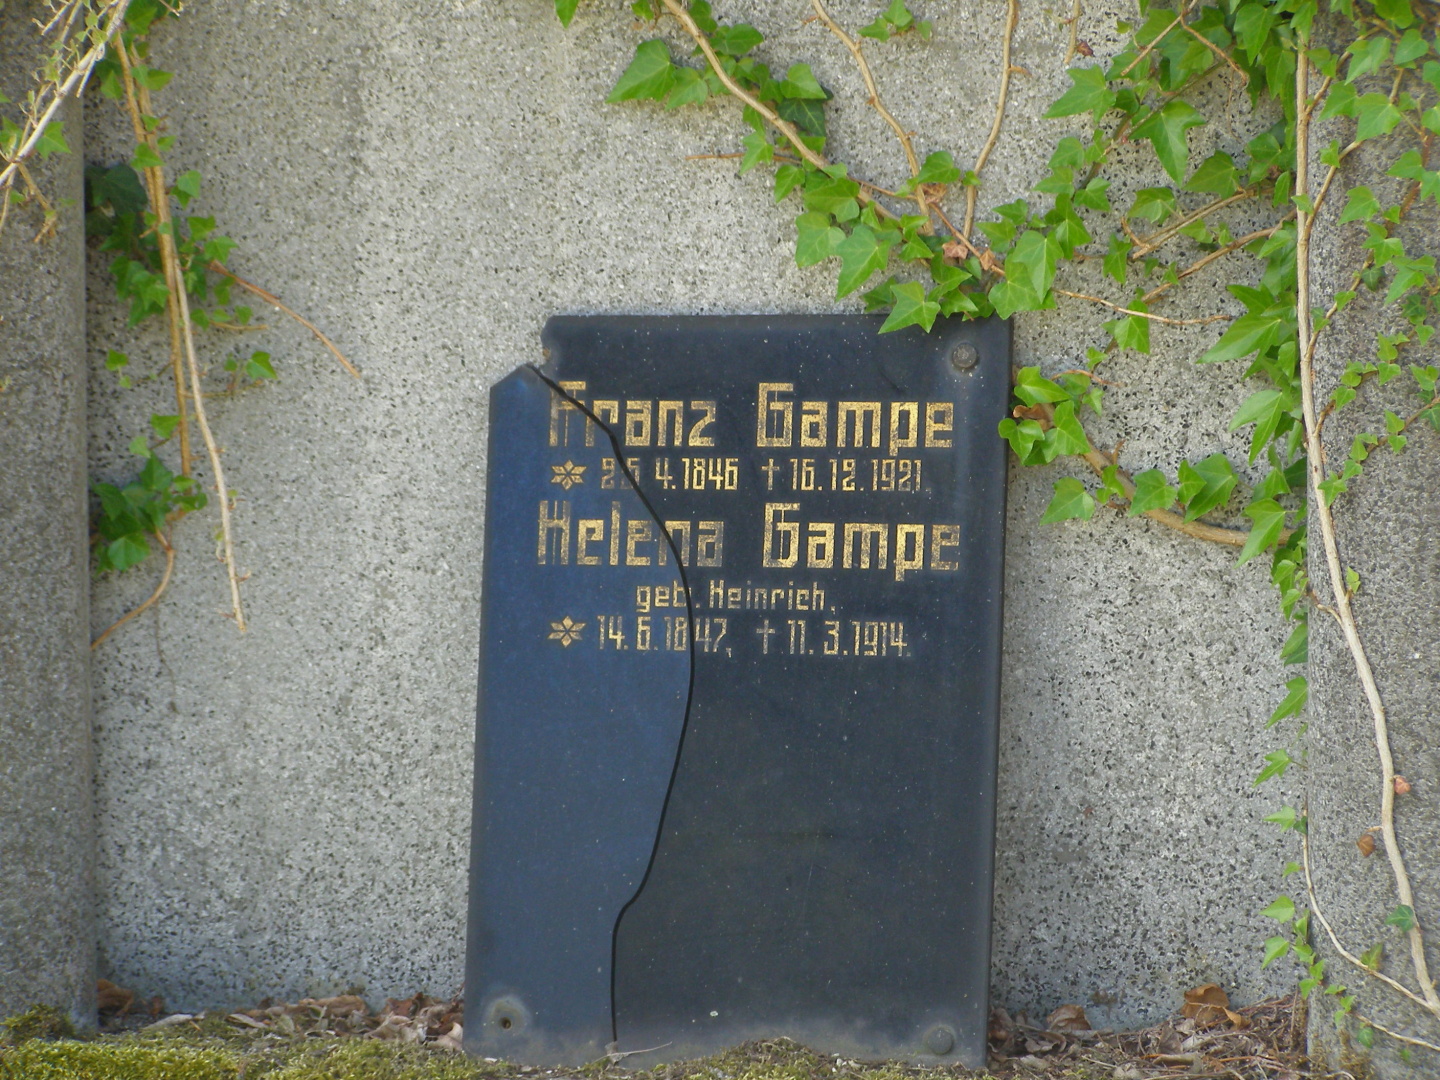 Franz Gampe
* 25.4.1846 † 16.12.1921.
Helena Gampe
geb. Heinrich,
* 14.6.1847, † 11.3.1914.